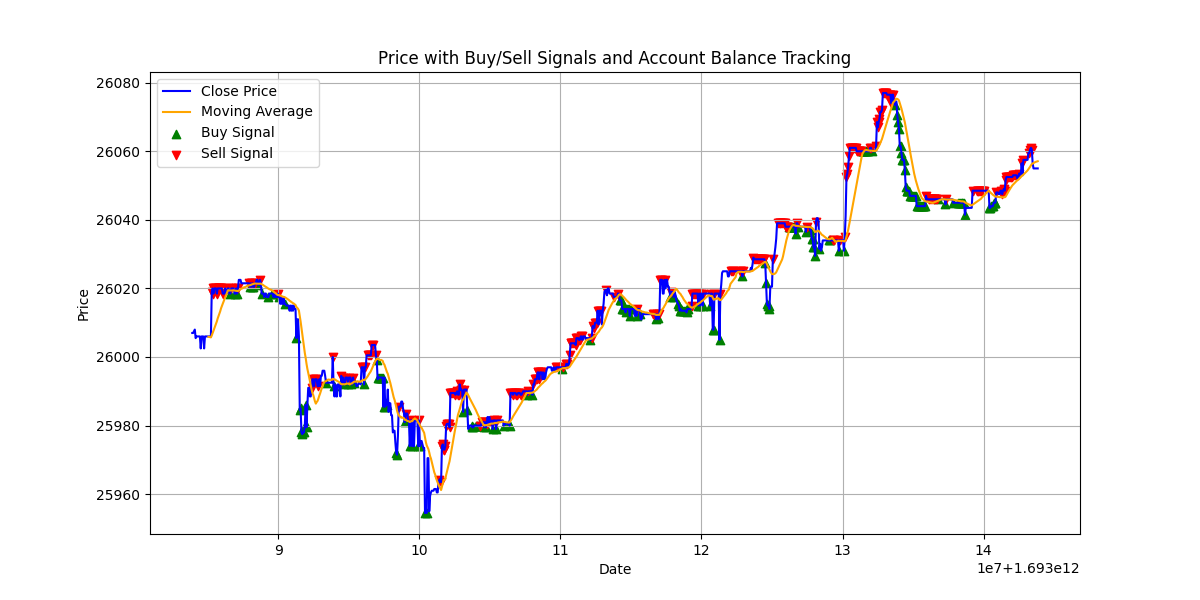 Price with Buy/Sell Signals and Account Balance Tracking
Close Price
Moving Average
Buy Signal
Sell Signal
26080
26060
26040
26020
26000
25980
25960
Price
9 10 11 12 13 14
1e7+1.693e12
Date